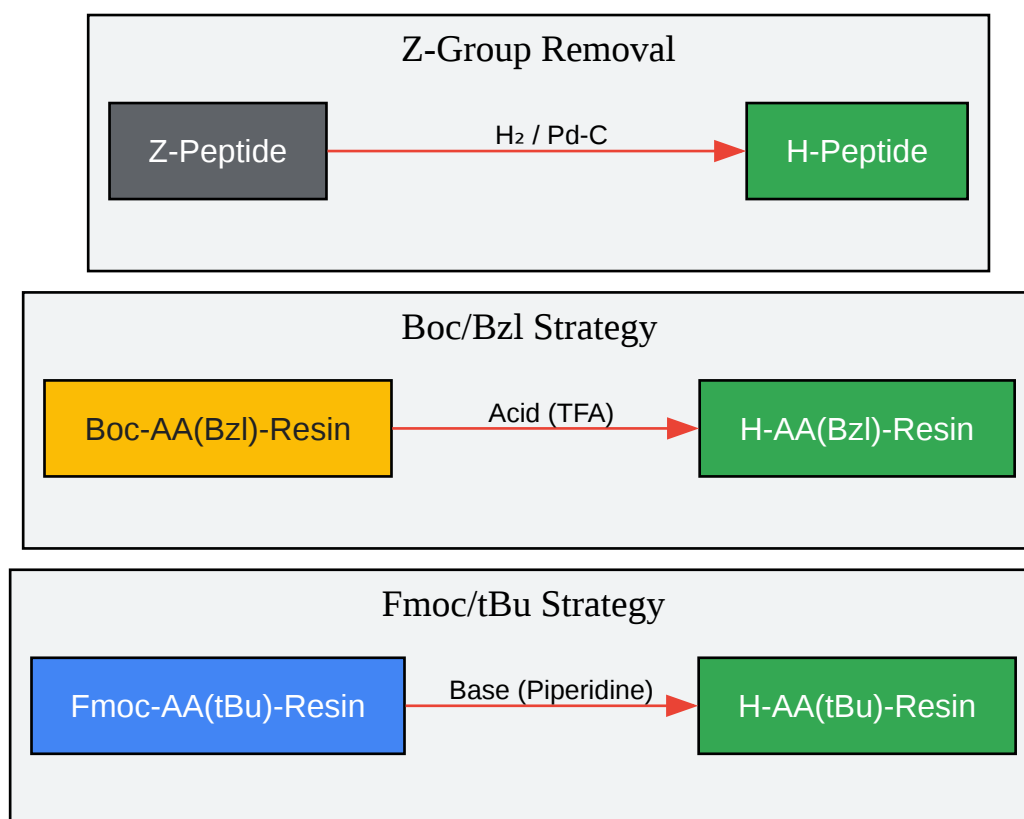 Z-Group Removal
Z-Peptide
H₂ / Pd-C
H-Peptide
Boc/Bzl Strategy
Boc-AA(Bzl)-Resin
Acid (TFA)
H-AA(Bzl)-Resin
Fmoc/tBu Strategy
Fmoc-AA(tBu)-Resin
Base (Piperidine)
H-AA(tBu)-Resin